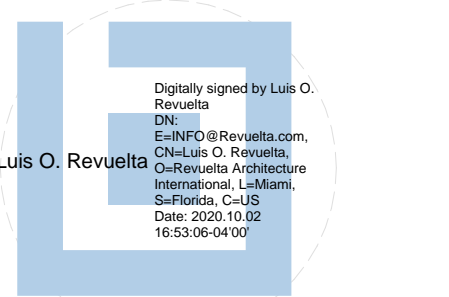 Luis O. Revuelta
Digitally signed by Luis O.
Revuelta
DN:
E=INFO@Revuelta.com,
CN=Luis O. Revuelta,
O=Revuelta Architecture
International, L=Miami,
S=Florida, C=US
Date: 2020.10.02
16:53:06-04'00'